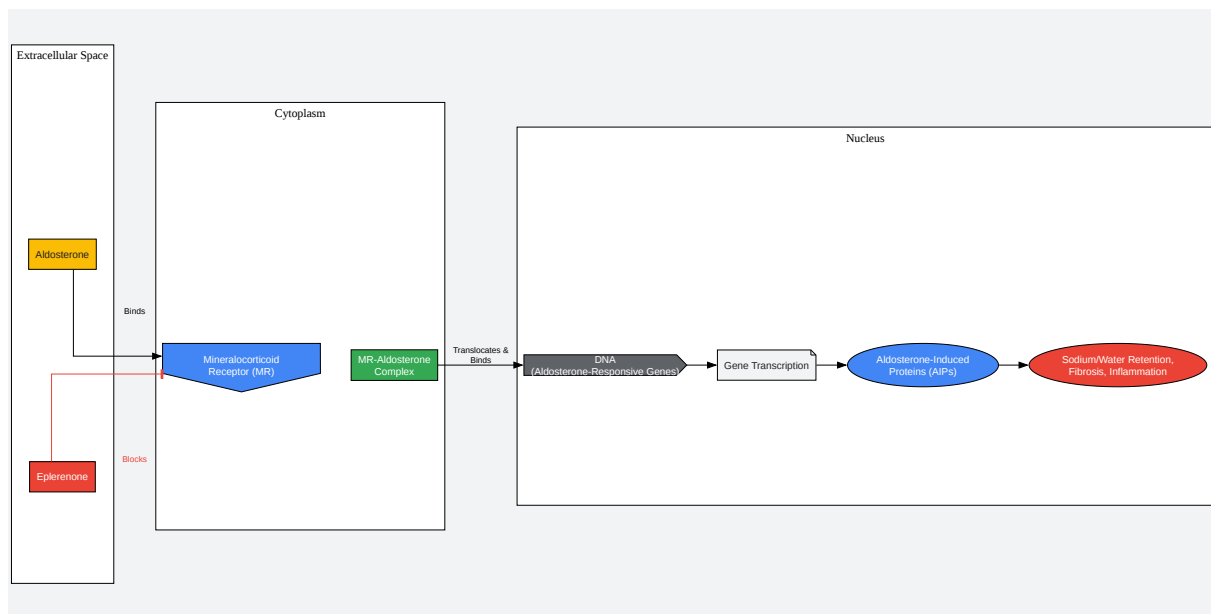 Extracellular Space
Cytoplasm
Nucleus
Aldosterone
Binds
Mineralocorticoid
Receptor (MR)
MR-Aldosterone
Complex
Translocates &
Binds
DNA
(Aldosterone-Responsive Genes)
Gene Transcription
Aldosterone-Induced
Proteins (AIPs)
Sodium/Water Retention,
Fibrosis, Inflammation
Blocks
Eplerenone